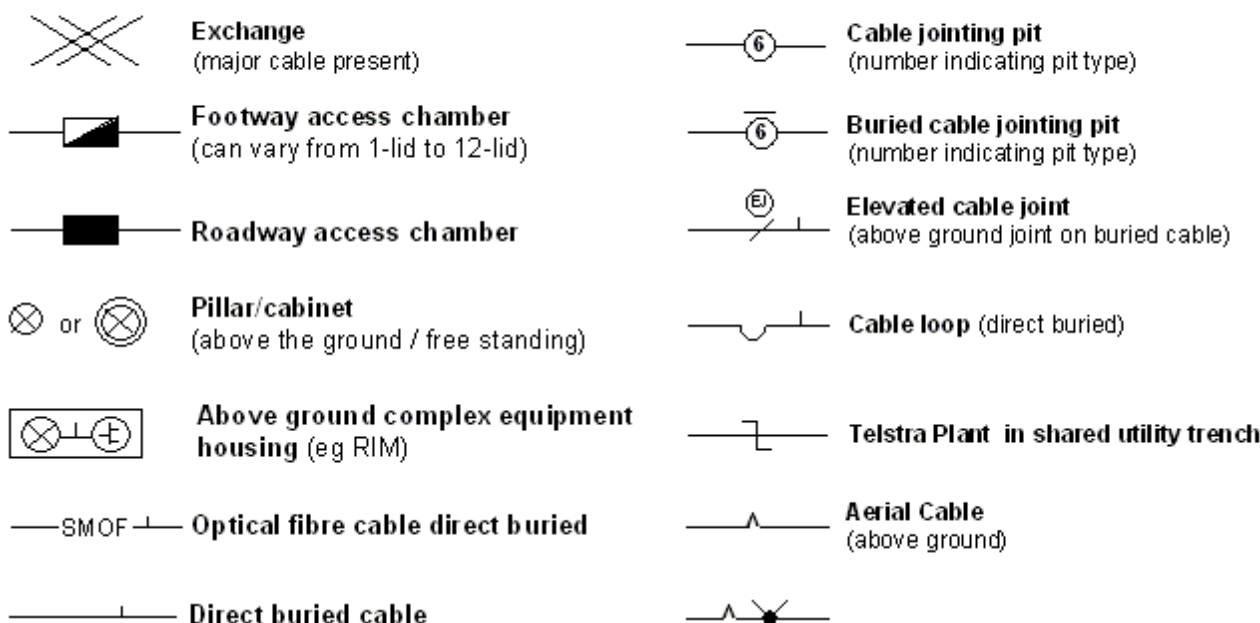 Exchange
(major cable present)
Footway access chamber
(can vary from 1-lid to 12-lid)
Roadway access chamber
or
Pillar/cabinet
(above the ground / free standing)
E
Above ground complex equipment
housing (eg RIM)
SMOF
Optical fibre cable direct buried
Direct buried cable
6
Cable jointing pit
(number indicating pit type)
6
Buried cable jointing pit
(number indicating pit type)
EJ
Elevated cable joint
(above ground joint on buried cable)
Cable loop (direct buried)
Telstra Plant in shared utility trench
Aerial Cable
(above ground)